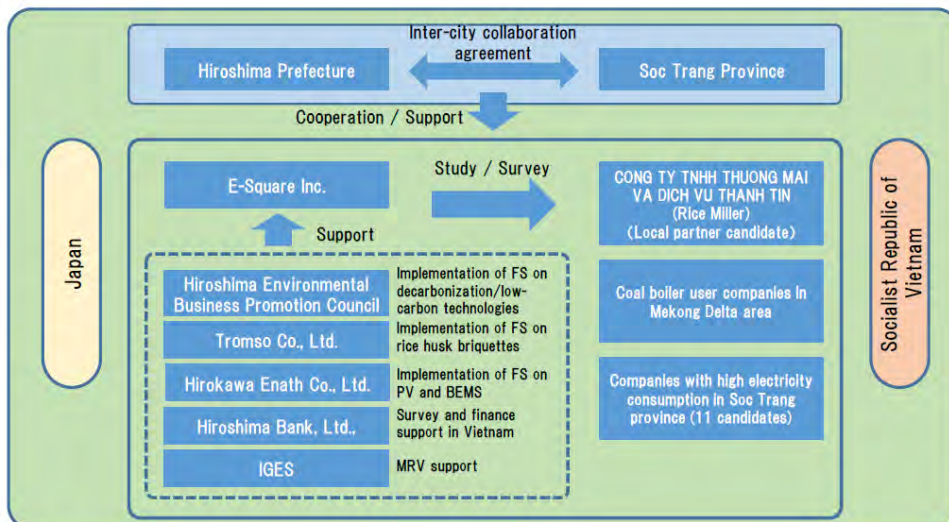 Inter-city collaboration
agreement
Hiroshima Prefecture
Soc Trang Province
Cooperation / Support
Japan
Socialist Republic of
Vietnam
E-Square Inc.
Study / Survey
CONG TY TNHH THUONG MAI
VA DICH VU THANH TIN
(Rice Miller)
(Local partner candidate)
Support
Hiroshima Environmental
Business Promotion Council
Implementation of FS on
decarbonization/low-
carbon technologies
Tromso Co., Ltd.
Implementation of FS on
rice husk briquettes
Hirokawa Enath Co., Ltd.
Implementation of FS on
PV and BEMS
Hiroshima Bank, Ltd.,
Survey and finance
support in Vietnam
IGES
MRV support
Coal boiler user companies in
Mekong Delta area
Companies with high electricity
consumption in Soc Trang
province (11 candidates)